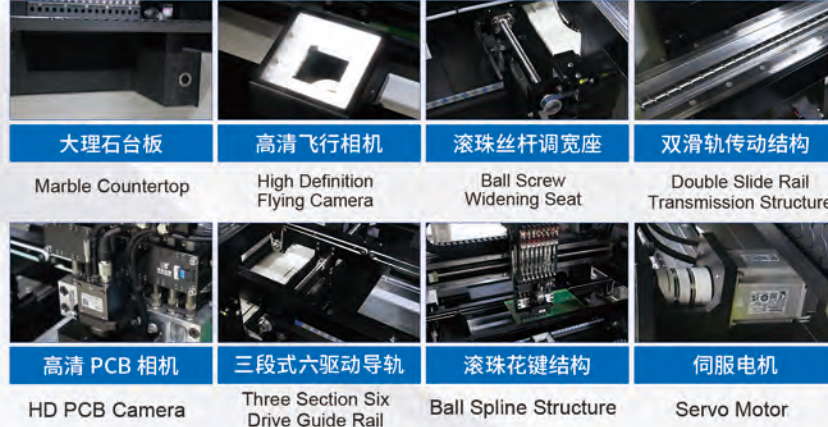 大理石台板
高清飞行相机
滚珠丝杆调宽座
双滑轨传动结构
Marble Countertop
High Definition
Flying Camera
Ball Screw
Widening Seat
Double Slide Rail
Transmission Structure
高清 PCB 相机
三段式六驱动导轨
滚珠花键结构
伺服电机
HD PCB Camera
Three Section Six
Drive Guide Rail
Ball Spline Structure
Servo Motor